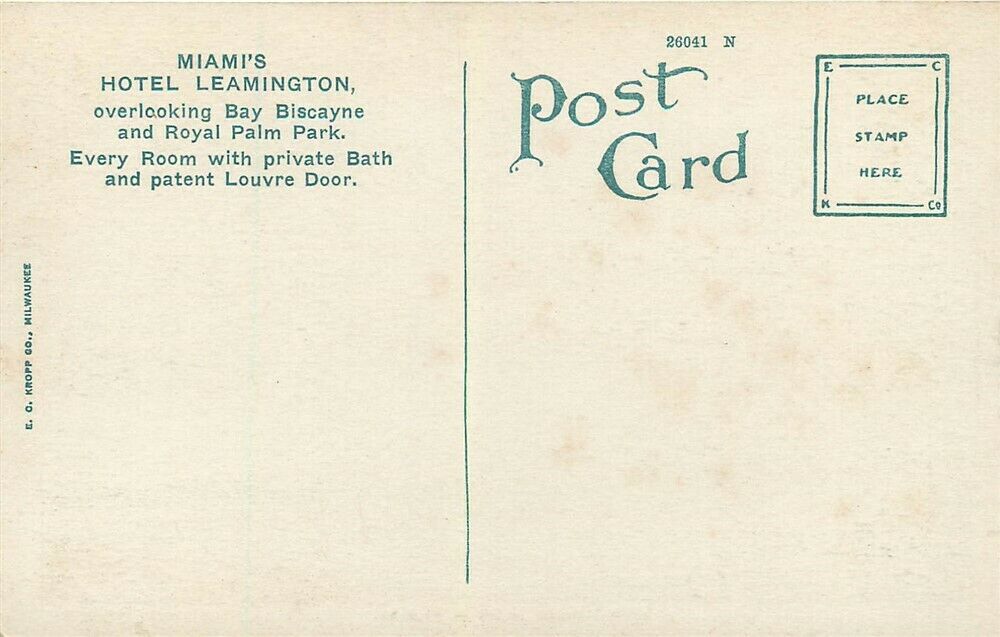 MIAMI'S
HOTEL LEAMINGTON,
overlooking Bay Biscayne
and Royal Palm Park.
Every Room with private Bath
and patent Louvre Door.
E. C. KROPP CO., MILWAUKEE
26041 N
Post
Card
E C
PLACE
STAMP
HERE
K Co